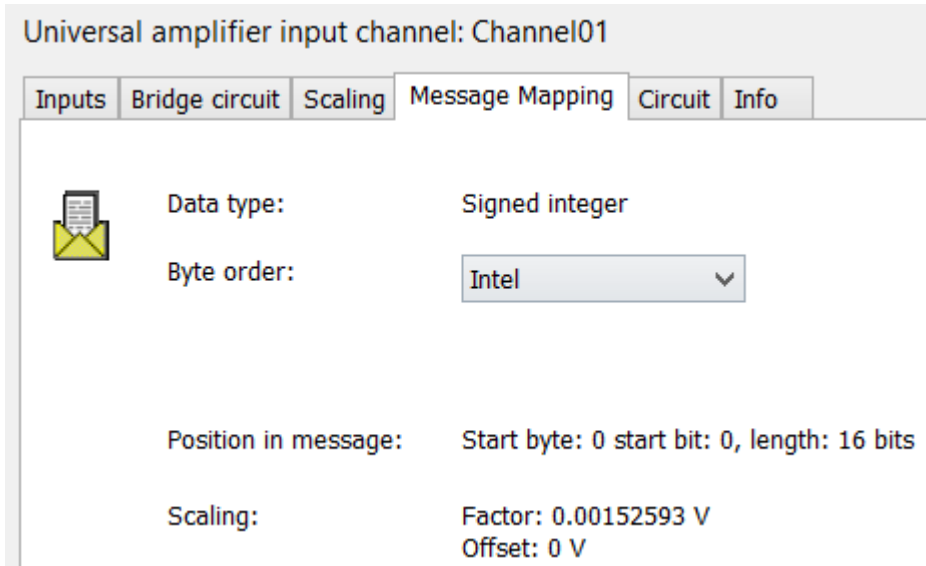 Universal amplifier input channel: Channel01
Inputs Bridge circuit Scaling Message Mapping Circuit Info
Data type: Signed integer
Byte order: Intel
Position in message: Start byte: 0 start bit: 0, length: 16 bits
Scaling: Factor: 0.00152593 V
Offset: 0 V